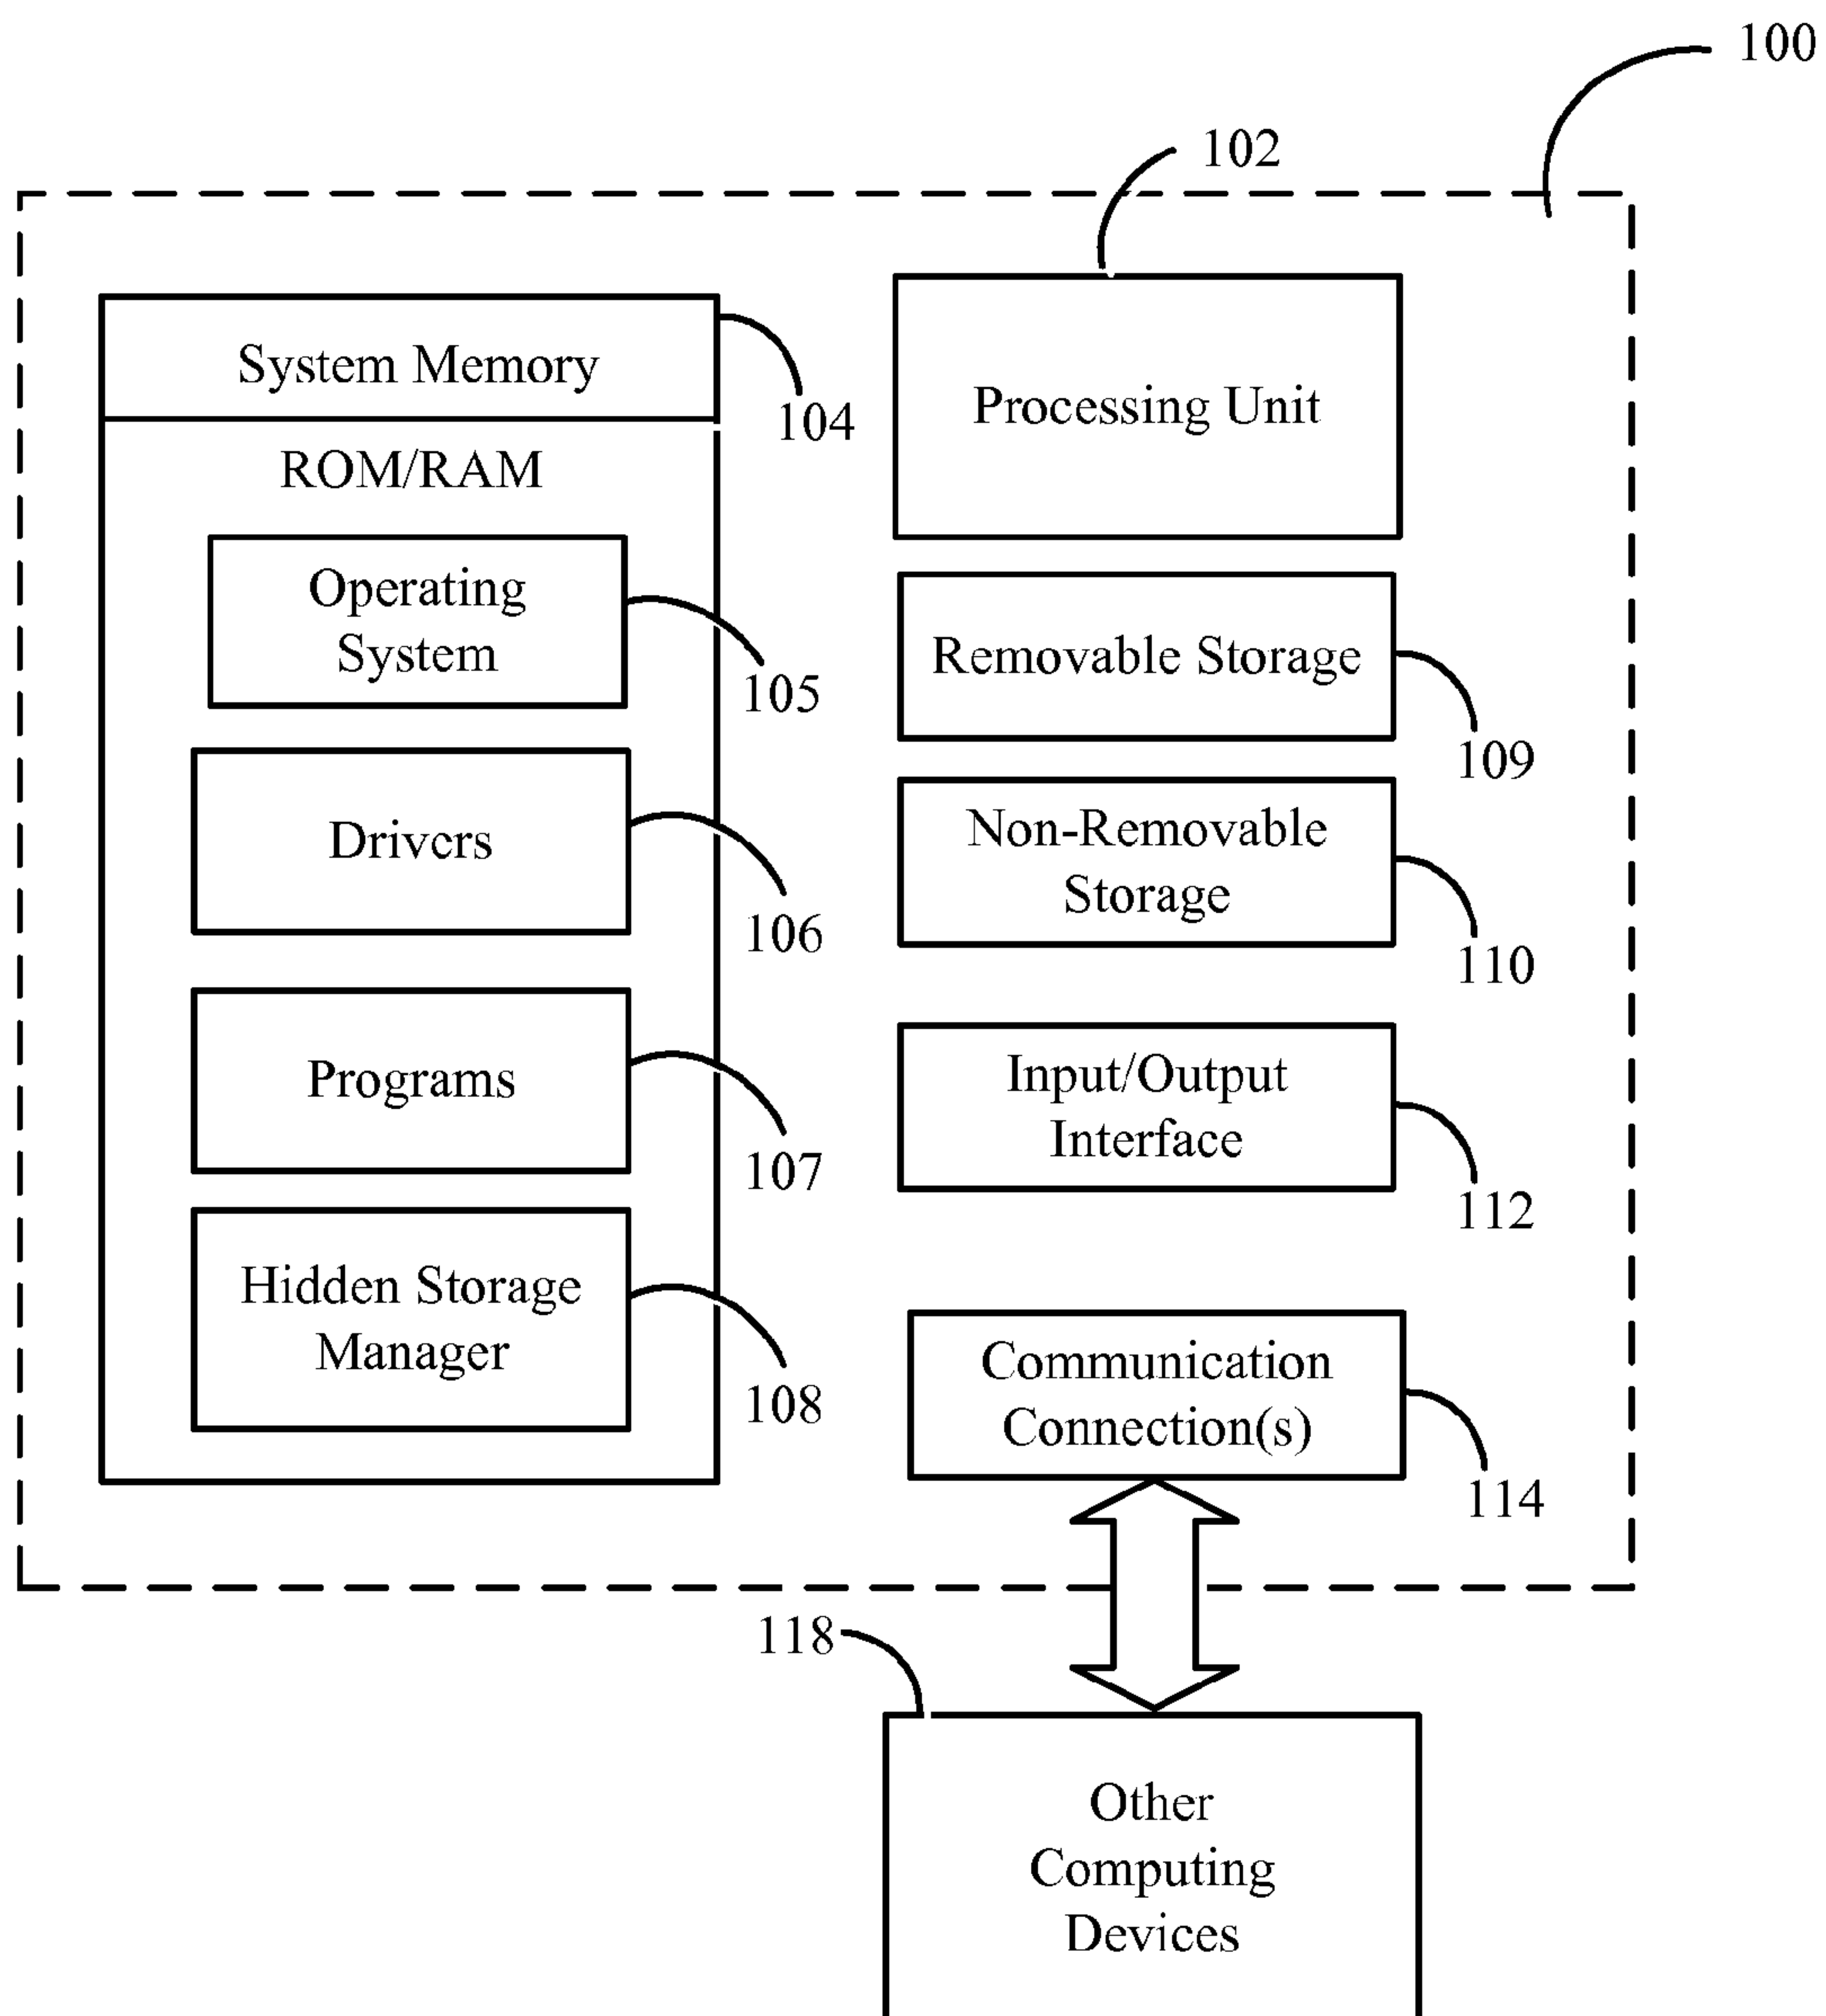 100
102
System Memory
104
ROM/RAM
Operating
System
105
Drivers
106
Programs
107
Hidden Storage
Manager
108
Processing Unit
Removable Storage
109
Non-Removable
Storage
110
Input/Output
Interface
112
Communication
Connection(s)
114
118
Other
Computing
Devices